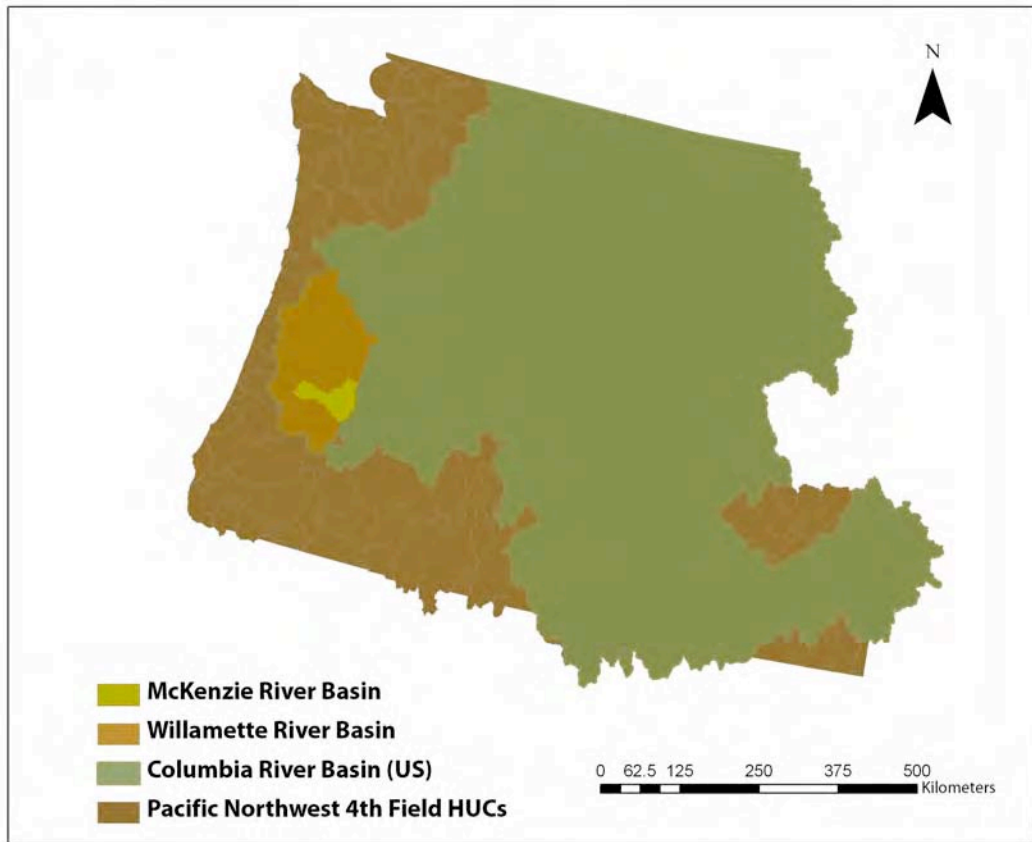 N
McKenzie River Basin
Willamette River Basin
Columbia River Basin (US)
Pacific Northwest 4th Field HUCs
0 62.5 125 250 375 500
Kilometers